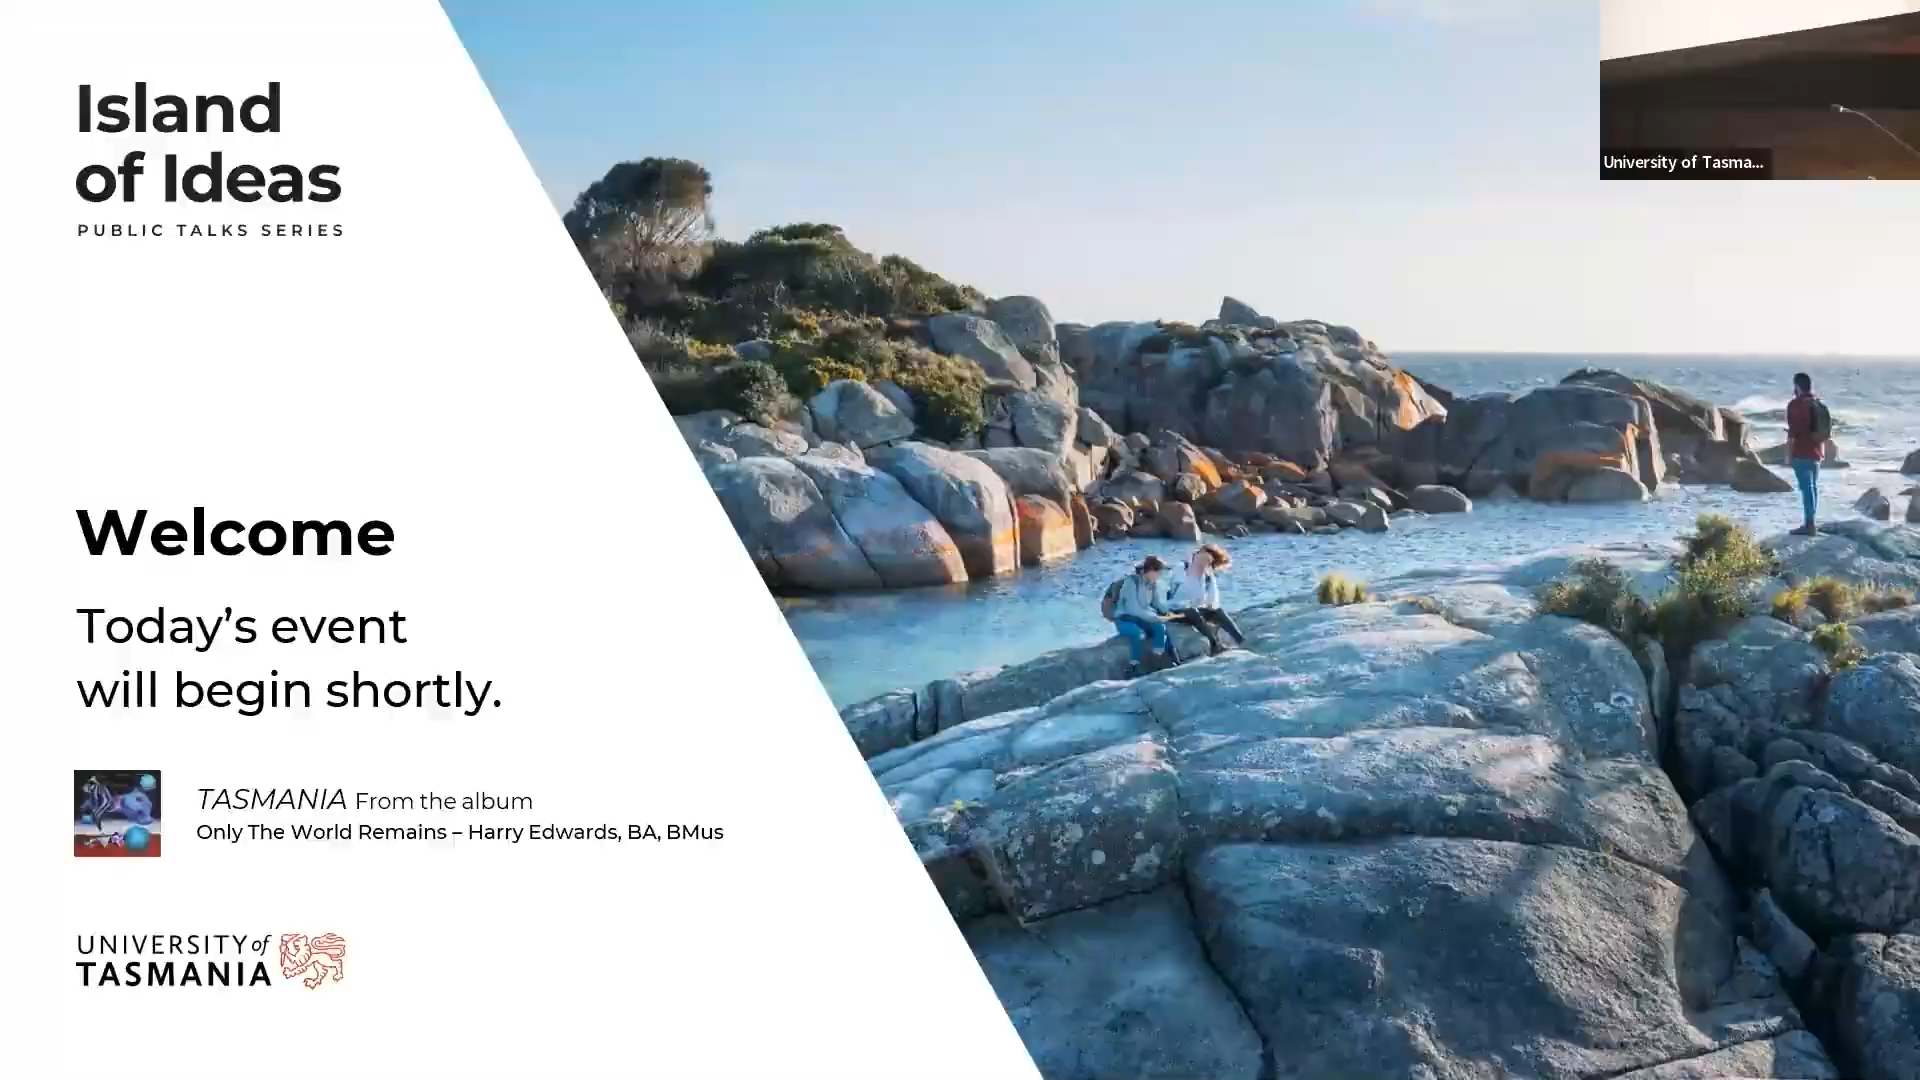 Island
of Ideas
PUBLIC TALKS SERIES
University of Tasma...
Welcome
Today’s event
will begin shortly.
TASMANIA From the album
Only The World Remains – Harry Edwards, BA, BMus
UNIVERSITY of
TASMANIA